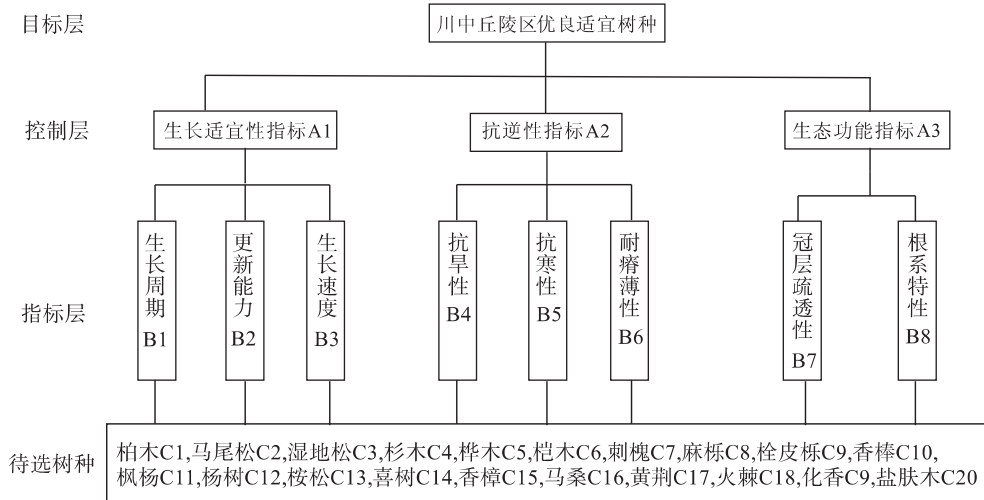 目标层
川中丘陵区优良适宜树种
控制层
生长适宜性指标A1
抗逆性指标A2
生态功能指标A3
指标层
生长周期B1
更新能力B2
生长速度B3
抗旱性B4
抗寒性B5
耐瘠薄性B6
冠层疏透性B7
根系特性B8
待选树种
柏木C1,马尾松C2,湿地松C3,杉木C4,桦木C5,桤木C6,刺槐C7,麻栎C8,栓皮栎C9,香椿C10,
枫杨C11,杨树C12,桉松C13,喜树C14,香樟C15,马桑C16,黄荆C17,火棘C18,化香C9,盐肤木C20